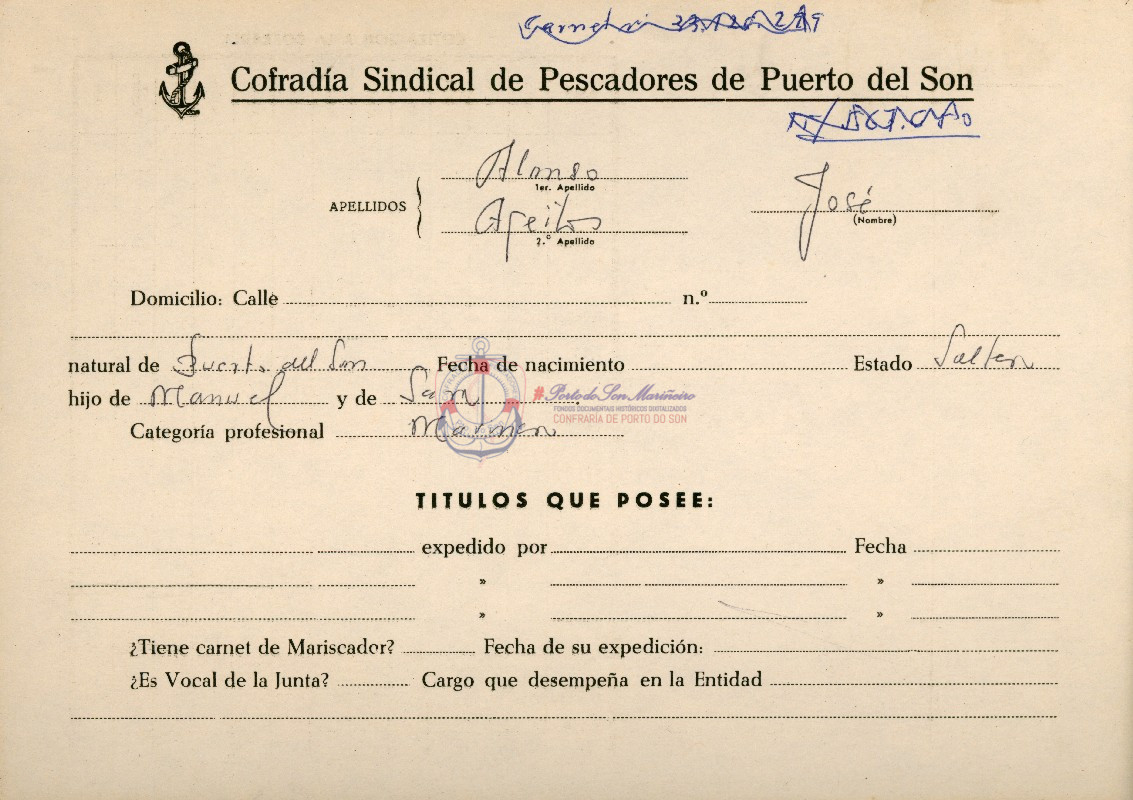 Cofradía Sindical de Pescadores de Puerto del Son
Alonso
1er. Apellido
APELLIDOS
José
(Nombre)
Ageitos
2.º Apellido
Domicilio: Calle n.º
natural de Puerto del Son Fecha de nacimiento Estado Solter
hijo de Manuel y de
#PortodoSonMariñeiro
FONDOS DOCUMENTAIS HISTÓRICOS DIXITALIZADOS
CONFRARÍA DE PORTO DO SON
Categoría profesional Mariner
TITULOS QUE POSEE:
expedido por Fecha
» »
» »
¿Tiene carnet de Mariscador? Fecha de su expedición:
¿Es Vocal de la Junta? Cargo que desempeña en la Entidad